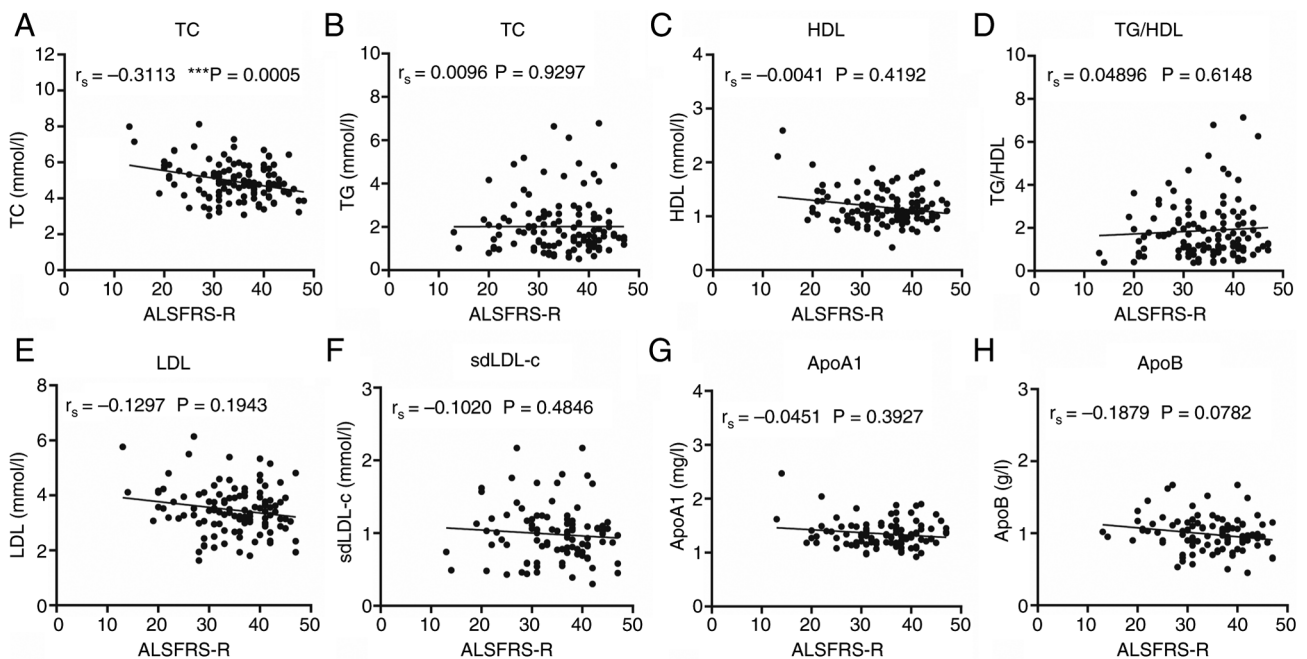 A
TC
12
10
8
6
4
2
0
rs = –0.3113 ***P = 0.0005
TC (mmol/l)
0 10 20 30 40 50
ALSFRS-R
B
TC
10
8
6
4
2
0
rs = 0.0096 P = 0.9297
TG (mmol/l)
0 10 20 30 40 50
ALSFRS-R
C
HDL
4
3
2
1
0
rs = –0.0041 P = 0.4192
HDL (mmol/l)
0 10 20 30 40 50
ALSFRS-R
D
TG/HDL
10
8
6
4
2
0
rs = 0.04896 P = 0.6148
TG/HDL
0 10 20 30 40 50
ALSFRS-R
E
LDL
8
6
4
2
0
rs = –0.1297 P = 0.1943
LDL (mmol/l)
0 10 20 30 40 50
ALSFRS-R
F
sdLDL-c
3
2
1
0
rs = –0.1020 P = 0.4846
sdLDL-c (mmol/l)
0 10 20 30 40 50
ALSFRS-R
G
ApoA1
4
3
2
1
0
rs = –0.0451 P = 0.3927
ApoA1 (mg/l)
0 10 20 30 40 50
ALSFRS-R
H
ApoB
3
2
1
0
rs = –0.1879 P = 0.0782
ApoB (g/l)
0 10 20 30 40 50
ALSFRS-R